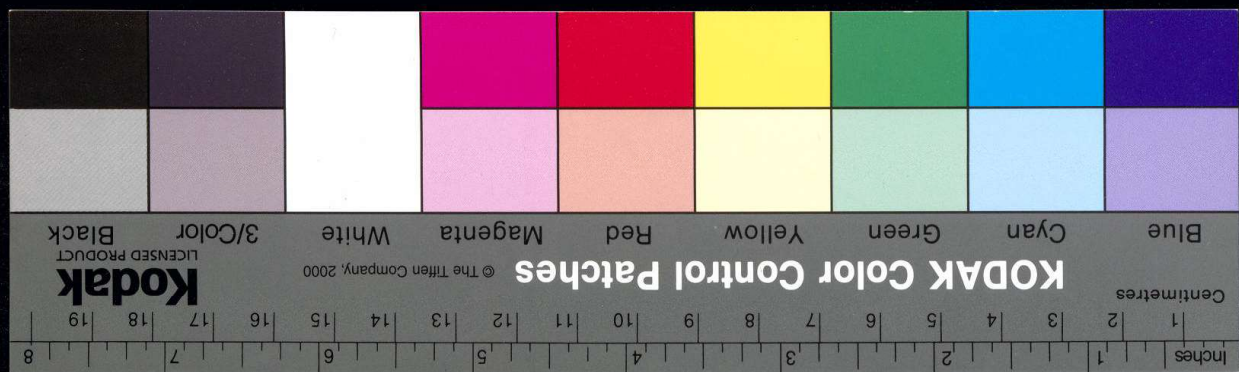 Inches 1 2 3 4 5 6 7 8
Centimetres 1 2 3 4 5 6 7 8 9 10 11 12 13 14 15 16 17 18 19
KODAK Color Control Patches © The Tiffen Company, 2000 Kodak
LICENSED PRODUCT
Blue Cyan Green Yellow Red Magenta White 3/Color Black